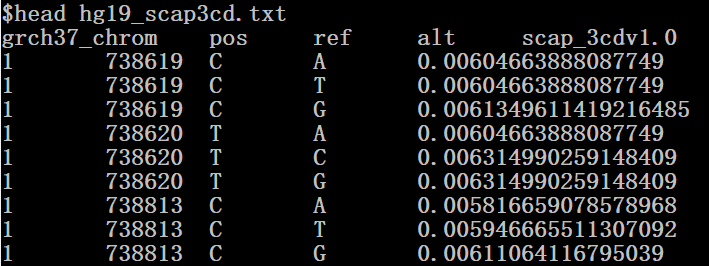 $head hg19_scap3cd.txt
grch37_chrom pos ref alt scap_3cdv1.0
1 738619 C A 0.00604663888087749
1 738619 C T 0.00604663888087749
1 738619 C G 0.0061349611419216485
1 738620 T A 0.00604663888087749
1 738620 T C 0.00631499025914 8409
1 738620 T G 0.006314990259148409
1 738813 C A 0.005816659078578968
1 738813 C T 0.005946665511307092
1 738813 C G 0.00611064116795039